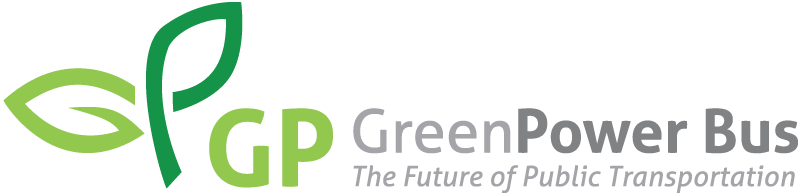 GP GreenPower Bus
The Future of Public Transportation